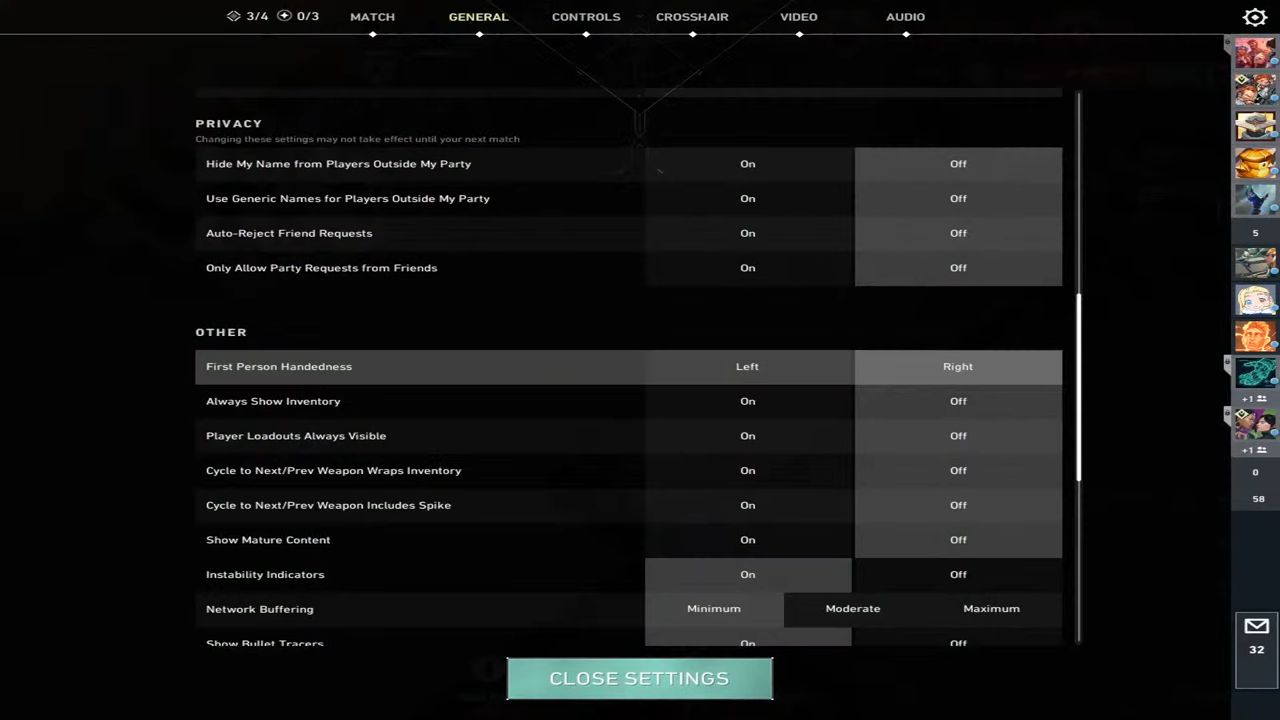 3/4 0/3 MATCH GENERAL CONTROLS CROSSHAIR VIDEO AUDIO
PRIVACY
Changing these settings may not take effect until your next match
Hide My Name from Players Outside My Party On Off
Use Generic Names for Players Outside My Party On Off
Auto-Reject Friend Requests On Off
Only Allow Party Requests from Friends On Off
OTHER
First Person Handedness Left Right
Always Show Inventory On Off
Player Loadouts Always Visible On Off
Cycle to Next/Prev Weapon Wraps Inventory On Off
Cycle to Next/Prev Weapon Includes Spike On Off
Show Mature Content On Off
Instability Indicators On Off
Network Buffering Minimum Moderate Maximum
Show Bullet Tracers On Off
CLOSE SETTINGS
5
+1
+1
0
58
32